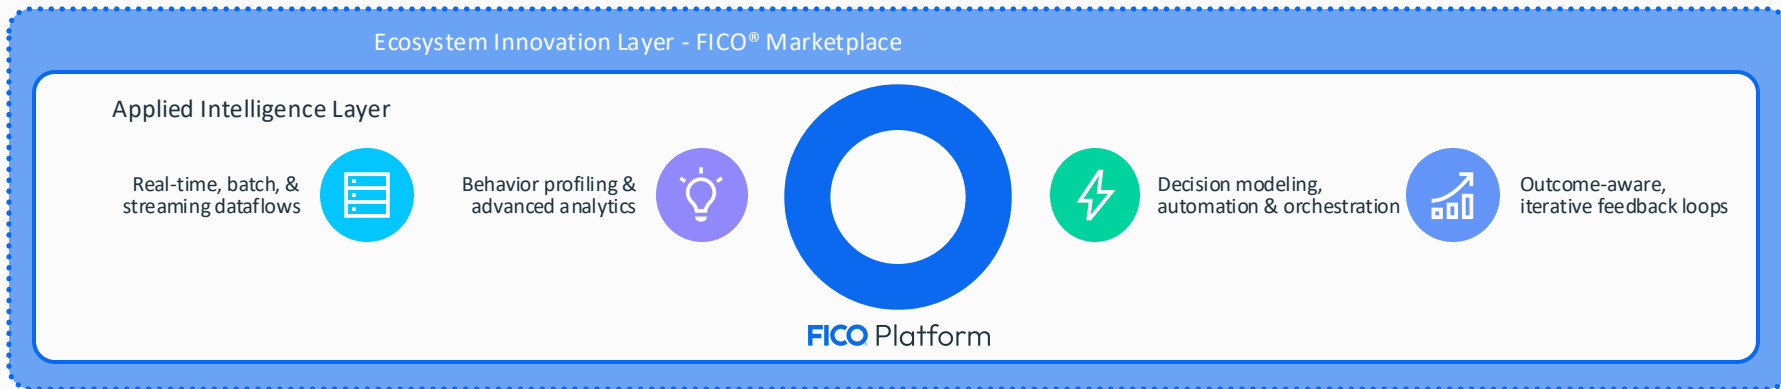 Ecosystem Innovation Layer - FICO® Marketplace
Applied Intelligence Layer
Real-time, batch, &
streaming dataflows
Behavior profiling &
advanced analytics
Decision modeling,
automation & orchestration
Outcome-aware,
iterative feedback loops
FICO Platform